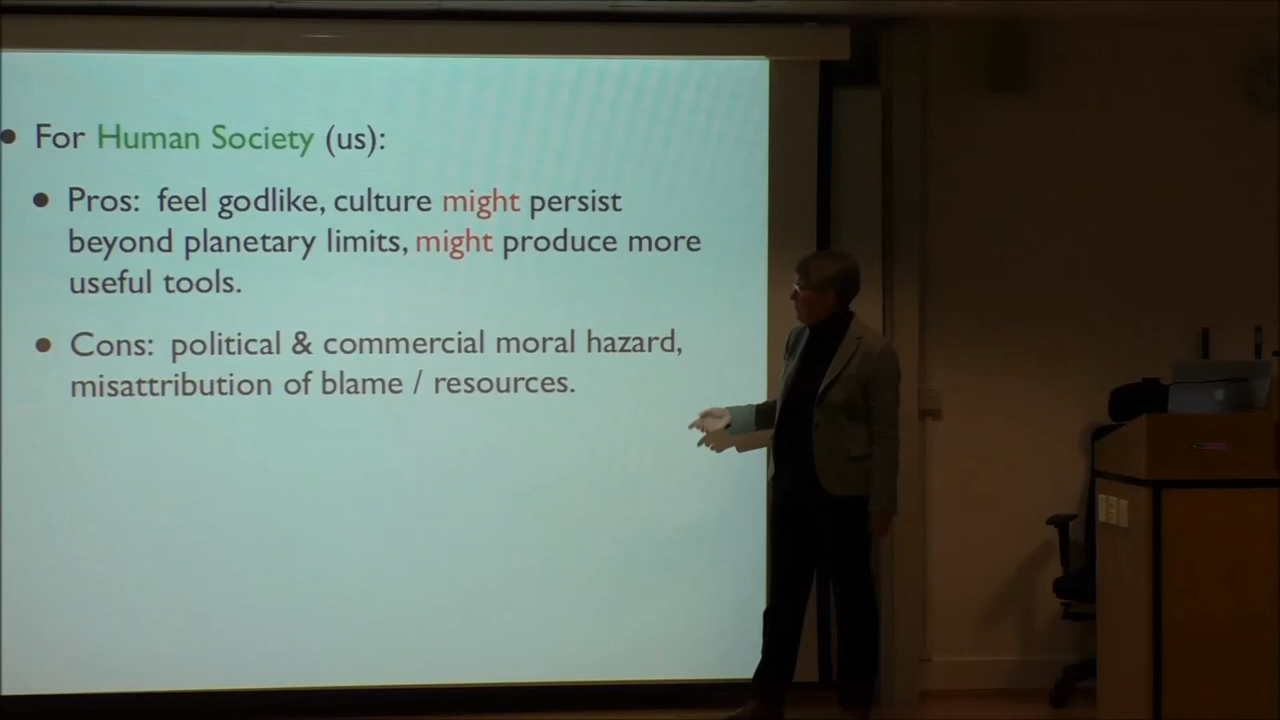 • For Human Society (us):
• Pros: feel godlike, culture might persist
beyond planetary limits, might produce more
useful tools.
• Cons: political & commercial moral hazard,
misattribution of blame / resources.